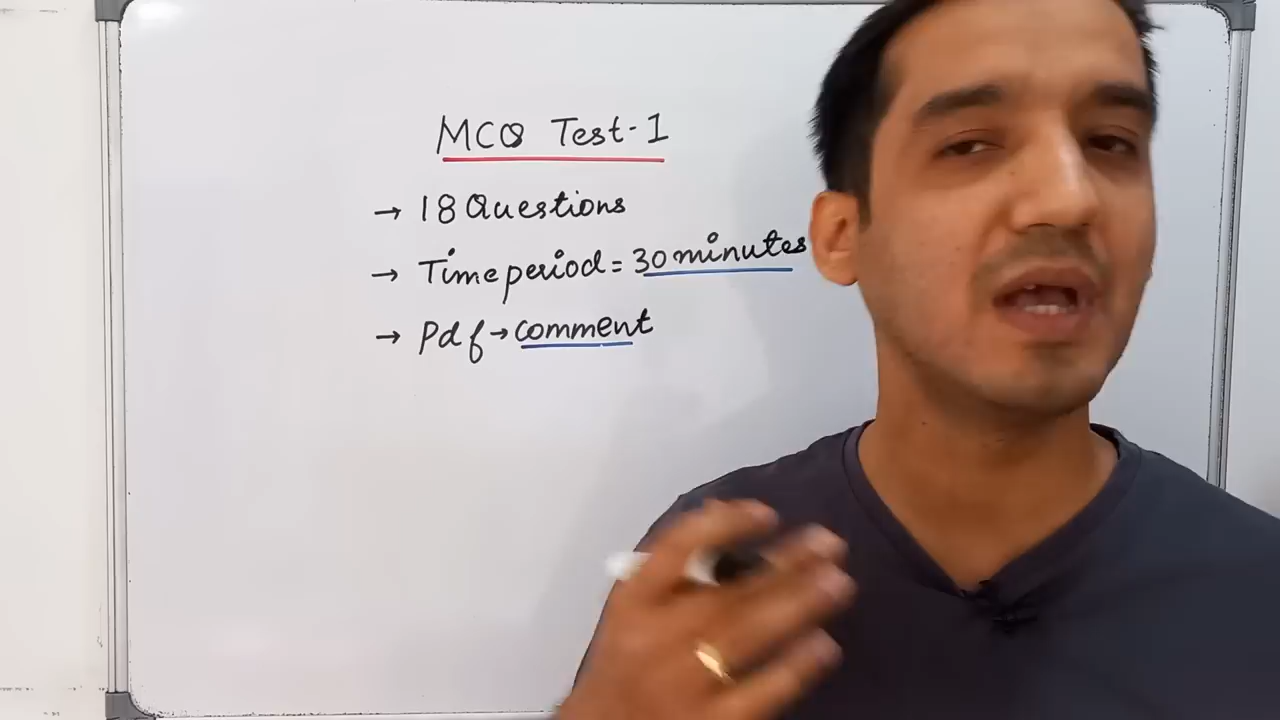 MCQ Test-1
→ 18 Questions
→ Time period = 30 minutes
→ Pdf → comment